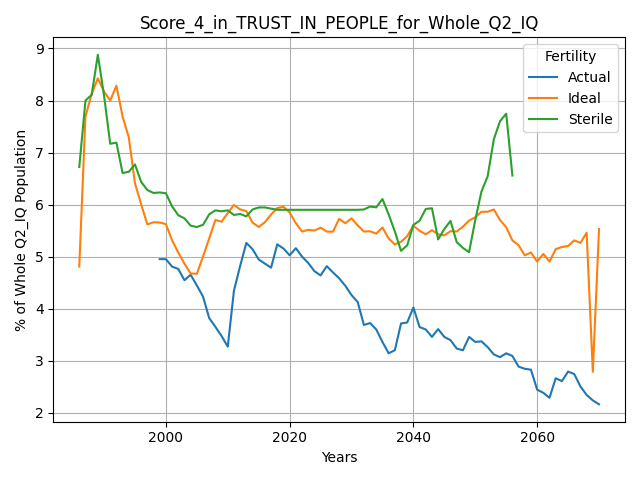 Score_4_in_TRUST_IN_PEOPLE_for_Whole_Q2_IQ
% of Whole Q2_IQ Population
9
8
7
6
5
4
3
2
Fertility
Actual
Ideal
Sterile
2000
2020
2040
2060
Years